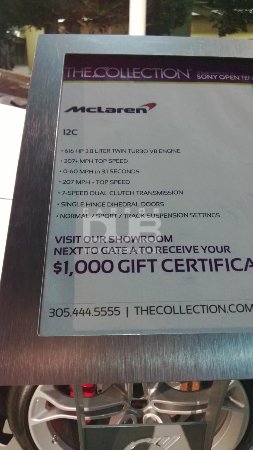 THE COLLECTION SONY OPEN TEN
McLaren
12C
• 616 HP 3.8 LITER TWIN TURBO V8 ENGINE
• 207+ MPH TOP SPEED
• 0-60 MPH in 3.1 SECONDS
• 207 MPH - TOP SPEED
• 7-SPEED DUAL CLUTCH TRANSMISSION
• SINGLE HINGE DIHEDRAL DOORS
• NORMAL / SPORT / TRACK SUSPENSION SETTINGS
VISIT OUR SHOWROOM
NEXT TO GATE A TO RECEIVE YOUR
$1,000 GIFT CERTIFICA
305.444.5555 | THECOLLECTION.COM